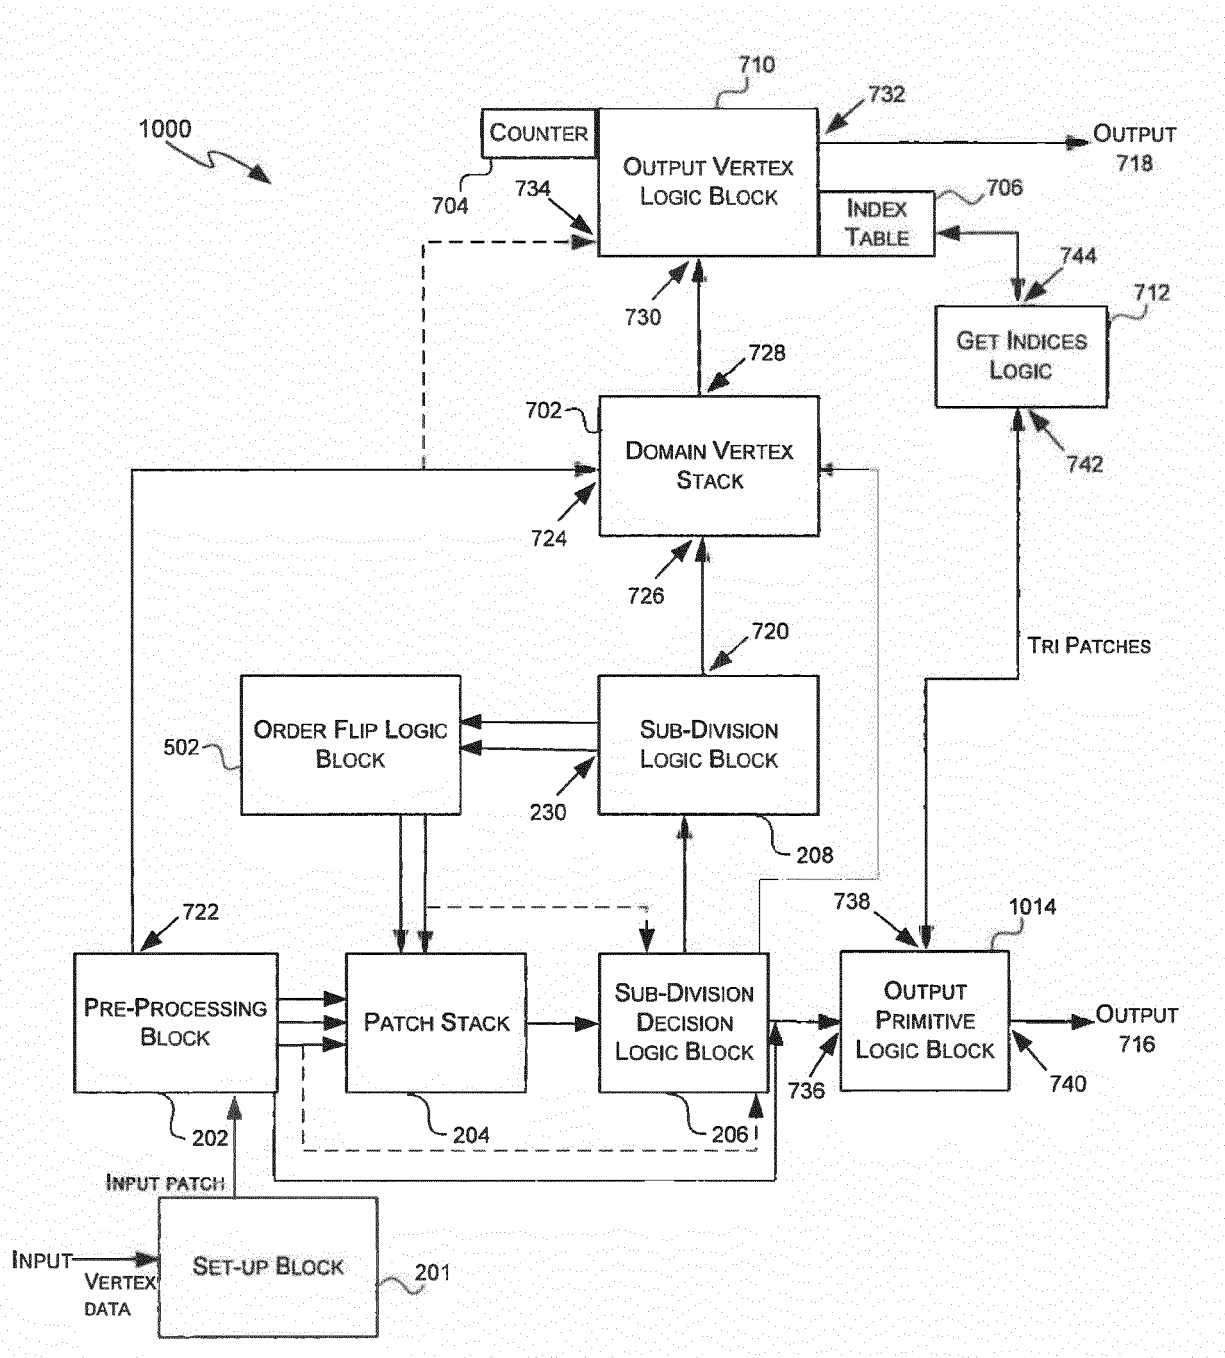 710
732
1000
COUNTER
OUTPUT VERTEX
LOGIC BLOCK
OUTPUT
718
704
734
706
INDEX
TABLE
730
744
712
GET INDICES
LOGIC
728
702
DOMAIN VERTEX
STACK
742
724
726
720
TRI PATCHES
ORDER FLIP LOGIC
BLOCK
502
SUB-DIVISION
LOGIC BLOCK
230
208
738
1014
722
PRE-PROCESSING
BLOCK
PATCH STACK
SUB-DIVISION
DECISION
LOGIC BLOCK
OUTPUT
PRIMITIVE
LOGIC BLOCK
OUTPUT
716
736
740
202
204
206
INPUT PATCH
INPUT
VERTEX
DATA
SET-UP BLOCK
201